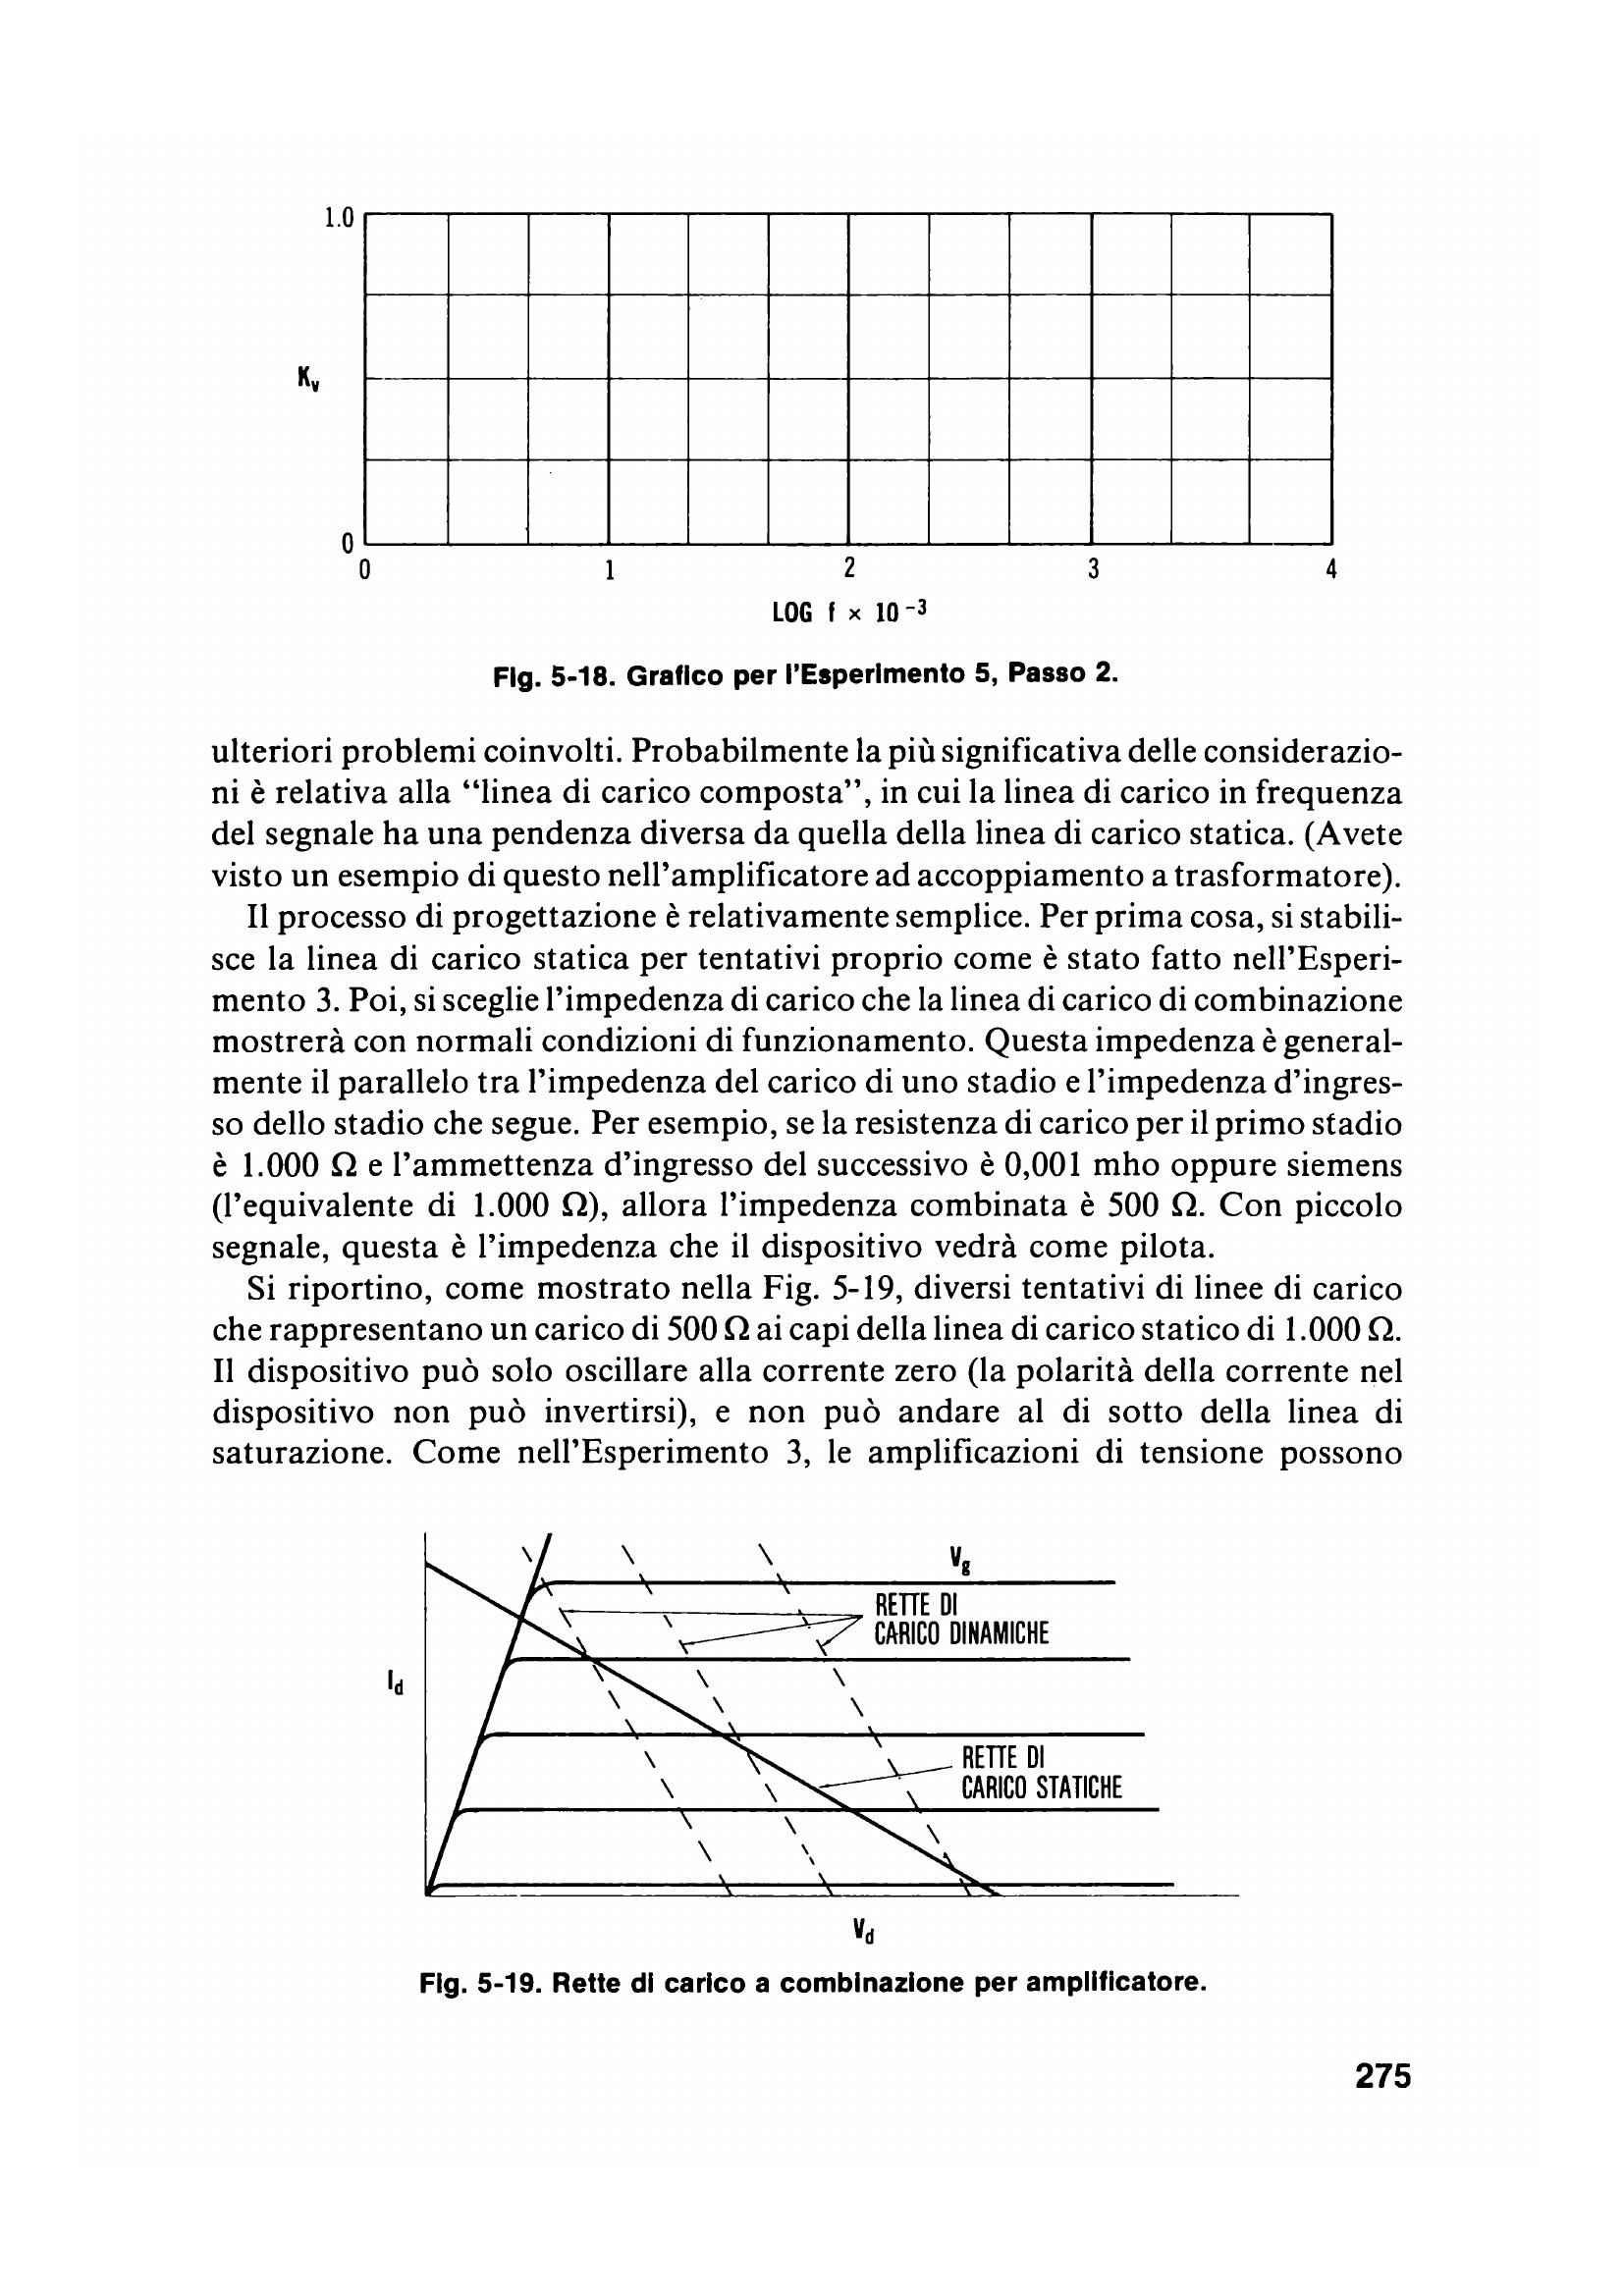 1.0
K_v
0
0 1 2 3 4
LOG f × 10⁻³
Fig. 5-18. Grafico per l'Esperimento 5, Passo 2.
ulteriori problemi coinvolti. Probabilmente la più significativa delle considerazio-
ni è relativa alla “linea di carico composta”, in cui la linea di carico in frequenza
del segnale ha una pendenza diversa da quella della linea di carico statica. (Avete
visto un esempio di questo nell'amplificatore ad accoppiamento a trasformatore).
Il processo di progettazione è relativamente semplice. Per prima cosa, si stabili-
sce la linea di carico statica per tentativi proprio come è stato fatto nell'Esperi-
mento 3. Poi, si sceglie l'impedenza di carico che la linea di carico di combinazione
mostrerà con normali condizioni di funzionamento. Questa impedenza è general-
mente il parallelo tra l'impedenza del carico di uno stadio e l'impedenza d'ingres-
so dello stadio che segue. Per esempio, se la resistenza di carico per il primo stadio
è 1.000 Ω e l'ammettenza d'ingresso del successivo è 0,001 mho oppure siemens
(l'equivalente di 1.000 Ω), allora l'impedenza combinata è 500 Ω. Con piccolo
segnale, questa è l'impedenza che il dispositivo vedrà come pilota.
Si riportino, come mostrato nella Fig. 5-19, diversi tentativi di linee di carico
che rappresentano un carico di 500 Ω ai capi della linea di carico statico di 1.000 Ω.
Il dispositivo può solo oscillare alla corrente zero (la polarità della corrente nel
dispositivo non può invertirsi), e non può andare al di sotto della linea di
saturazione. Come nell'Esperimento 3, le amplificazioni di tensione possono
V_g
RETTE DI
CARICO DINAMICHE
I_d
RETTE DI
CARICO STATICHE
V_d
Fig. 5-19. Rette di carico a combinazione per amplificatore.
275